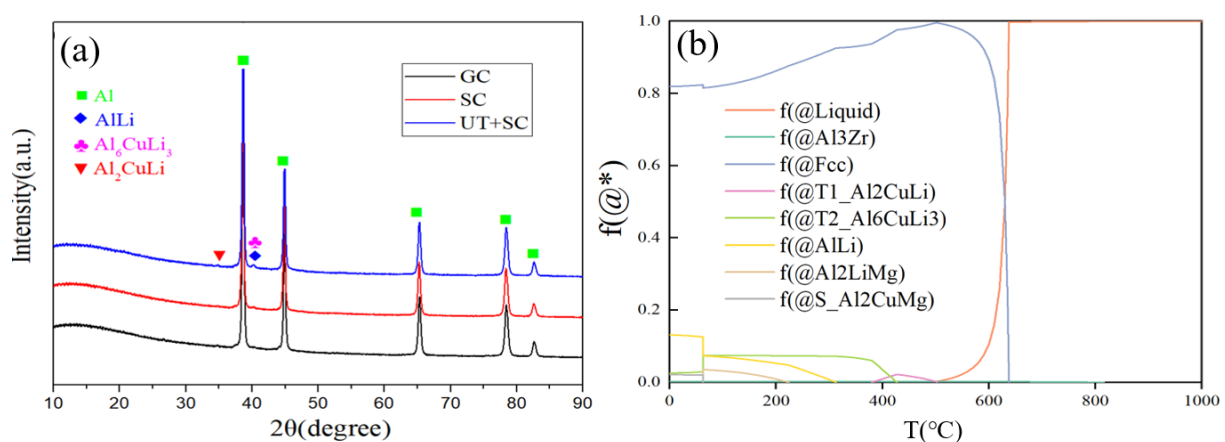 (a)
Al
AlLi
Al₆CuLi₃
Al₂CuLi
GC
SC
UT+SC
Intensity(a.u.)
10 20 30 40 50 60 70 80 90
2θ(degree)
(b)
1.0
0.8
0.6
0.4
0.2
0.0
f(@*)
f(@Liquid)
f(@Al3Zr)
f(@Fcc)
f(@T1_Al2CuLi)
f(@T2_Al6CuLi3)
f(@AlLi)
f(@Al2LiMg)
f(@S_Al2CuMg)
0 200 400 600 800 1000
T(°C)